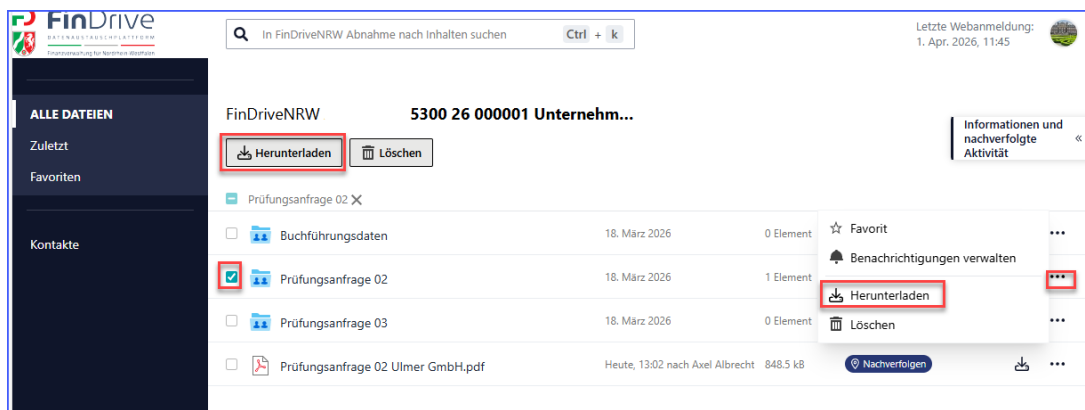 FinDrive
DATENAUSTAUSCHPLATTFORM
Finanzverwaltung für Nordrhein-Westfalen
In FinDriveNRW Abnahme nach Inhalten suchen
Ctrl + k
Letzte Webanmeldung:
1. Apr. 2026, 11:45
ALLE DATEIEN
Zuletzt
Favoriten
Kontakte
FinDriveNRW
5300 26 000001 Unternehm...
Herunterladen
Löschen
Informationen und
nachverfolgte
Aktivität
«
Prüfungsanfrage 02
Buchführungsdaten 18. März 2026 0 Element
Prüfungsanfrage 02 18. März 2026 1 Element
Prüfungsanfrage 03 18. März 2026 0 Element
Prüfungsanfrage 02 Ulmer GmbH.pdf Heute, 13:02 nach Axel Albrecht 848.5 kB Nachverfolgen
Favorit
Benachrichtigungen verwalten
Herunterladen
Löschen